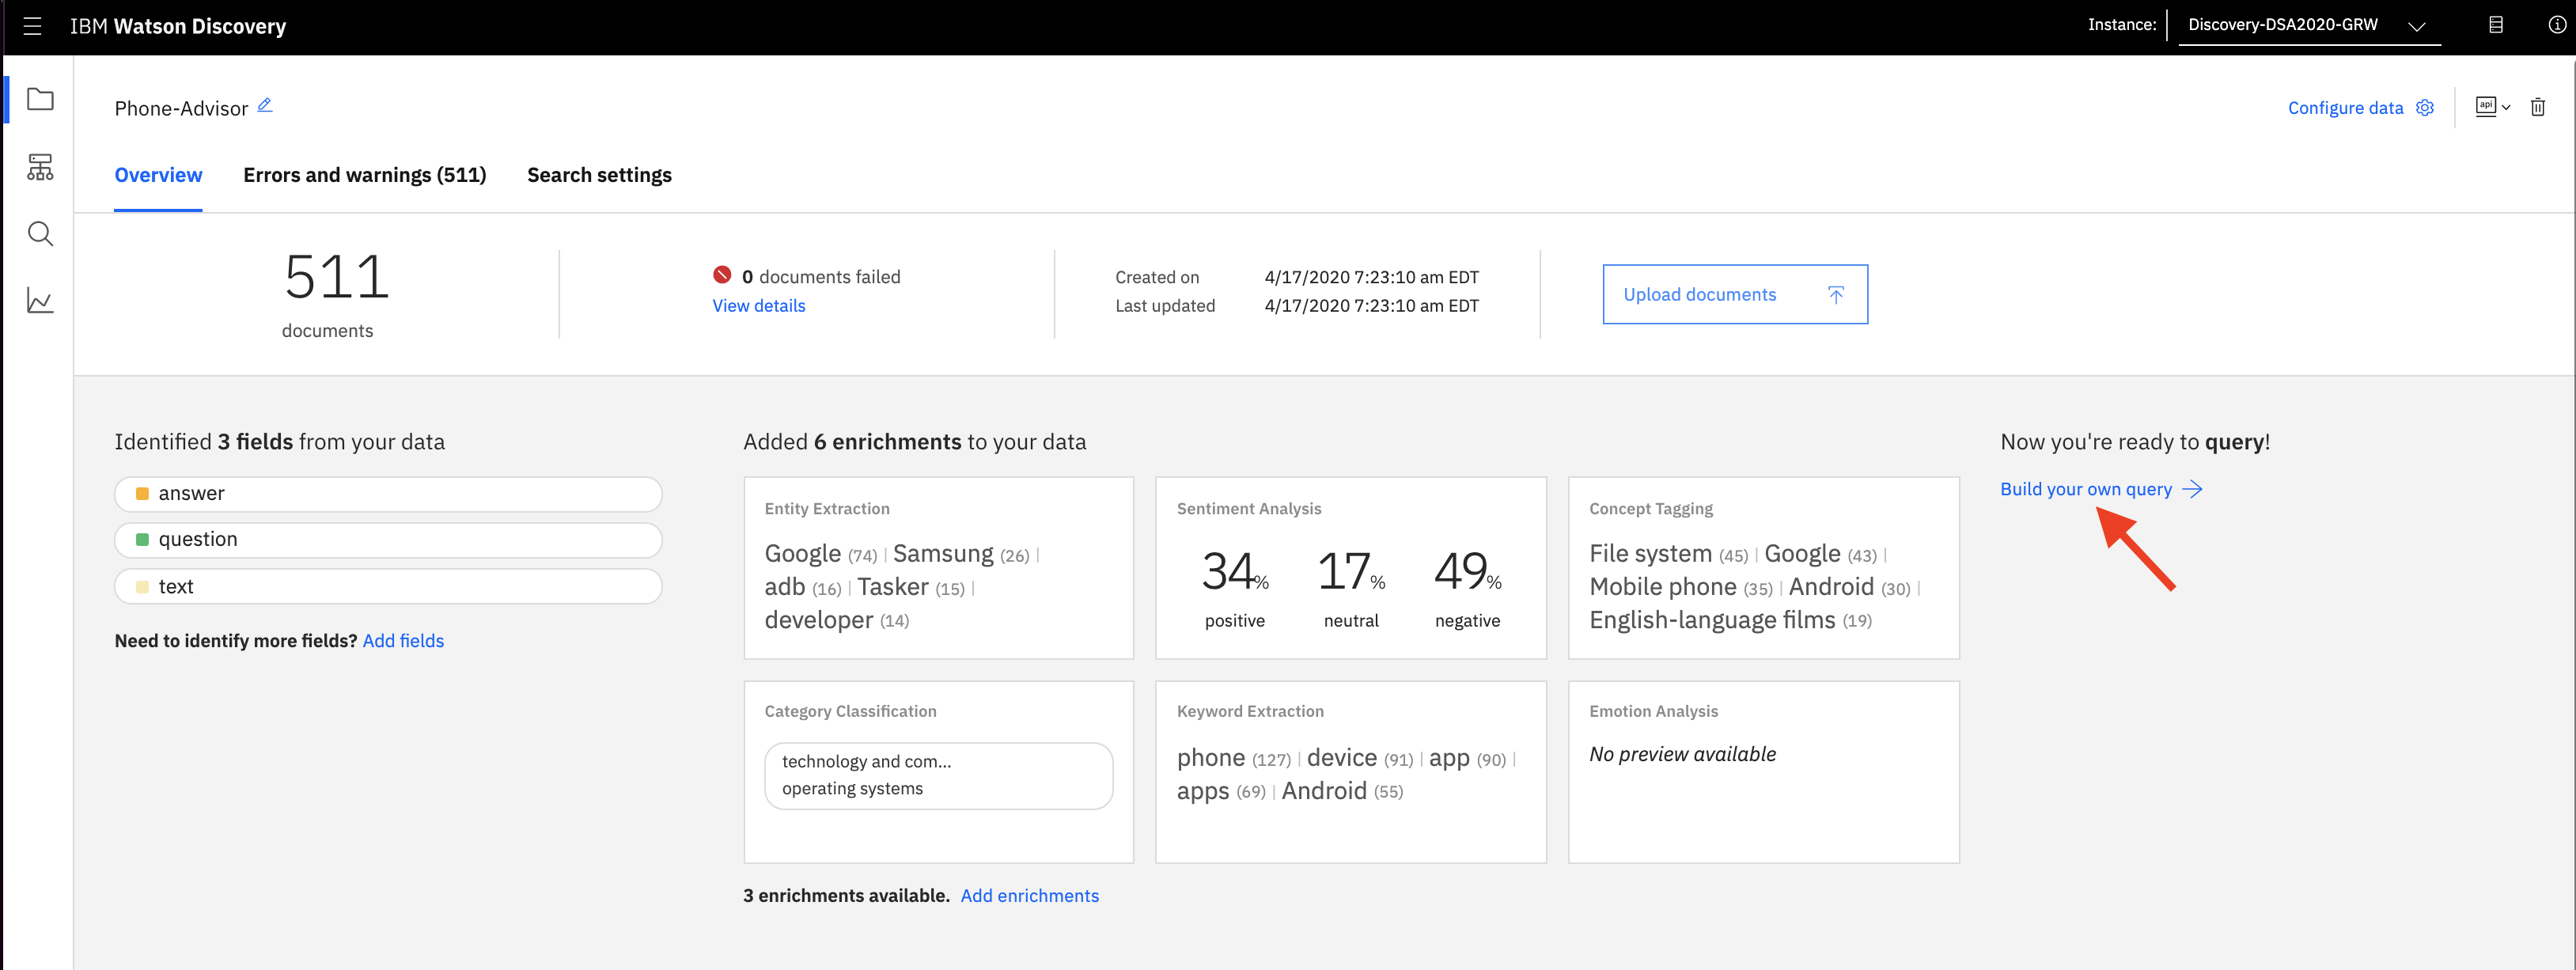 IBM Watson Discovery
Instance:
Discovery-DSA2020-GRW
Phone-Advisor
Configure data
api
Overview
Errors and warnings (511)
Search settings
511
documents
0 documents failed
View details
Created on 4/17/2020 7:23:10 am EDT
Last updated 4/17/2020 7:23:10 am EDT
Upload documents
Identified 3 fields from your data
answer
question
text
Need to identify more fields? Add fields
Added 6 enrichments to your data
Entity Extraction
Google (74) | Samsung (26) |
adb (16) | Tasker (15) |
developer (14)
Sentiment Analysis
34% 17% 49%
positive neutral negative
Concept Tagging
File system (45) | Google (43) |
Mobile phone (35) | Android (30) |
English-language films (19)
Category Classification
technology and com...
operating systems
Keyword Extraction
phone (127) | device (91) | app (90) |
apps (69) | Android (55)
Emotion Analysis
No preview available
3 enrichments available. Add enrichments
Now you're ready to query!
Build your own query